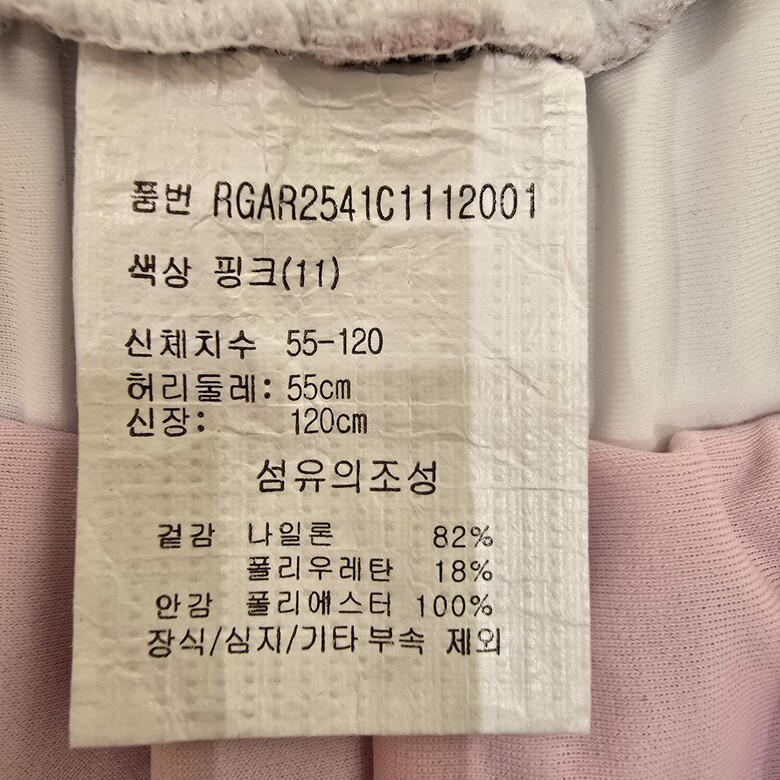 품번 RGAR2541C1112001
색상 핑크(11)
신체치수 55-120
허리둘레: 55cm
신장: 120cm
섬유의조성
겉감 나일론 82%
폴리우레탄 18%
안감 폴리에스터 100%
장식/심지/기타부속 제외